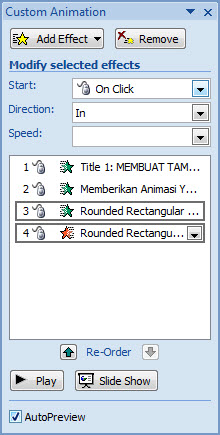 Custom Animation
Add Effect
Remove
Modify selected effects
Start:
On Click
Direction:
In
Speed:
1 Title 1: MEMBUAT TAM...
2 Memberikan Animasi Y...
3 Rounded Rectangular ...
4 Rounded Rectangu...
Re-Order
Play
Slide Show
AutoPreview